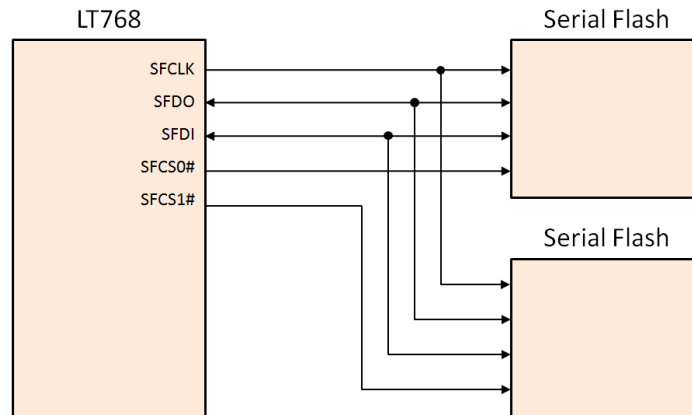 LT768
Serial Flash
SFCLK
SFDO
SFDI
SFCS0#
SFCS1#
Serial Flash